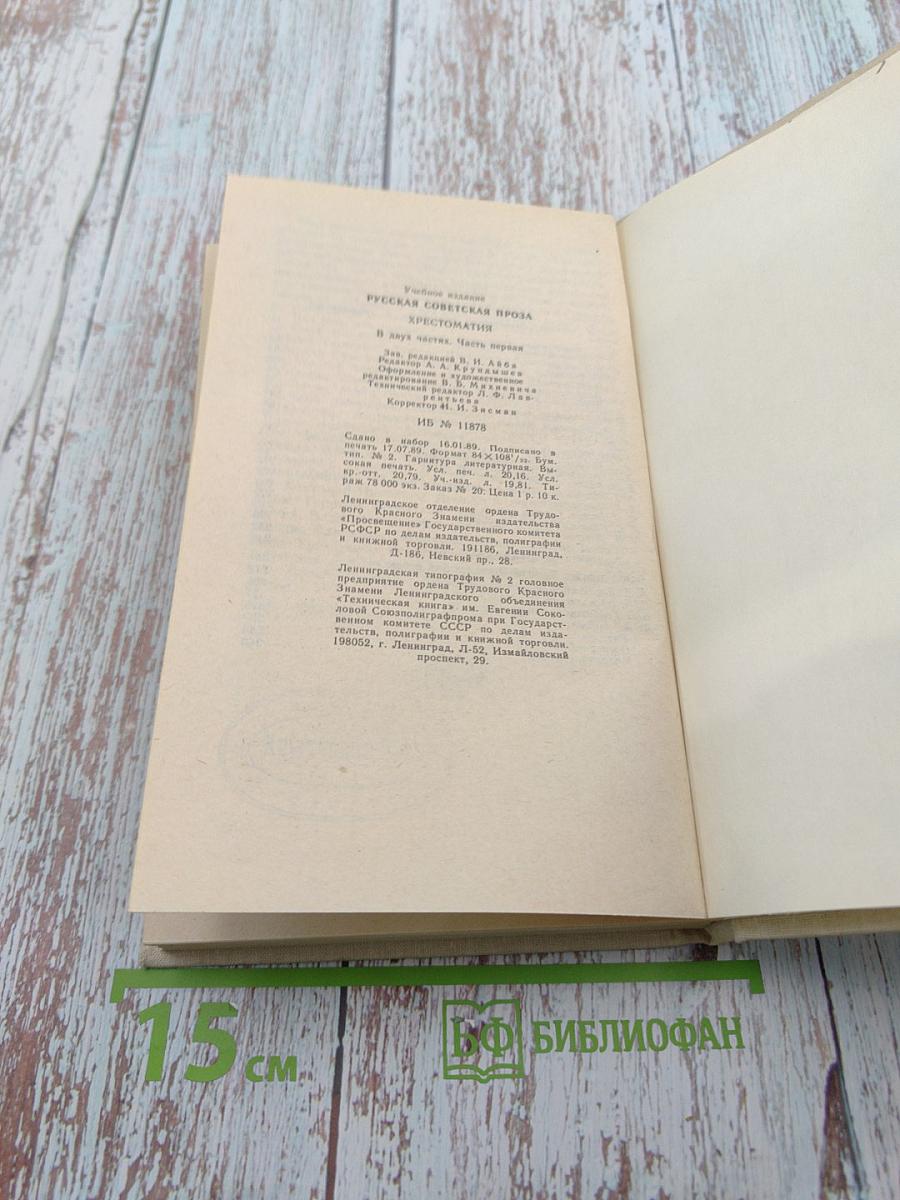 Учебное издание
РУССКАЯ СОВЕТСКАЯ ПРОЗА
ХРЕСТОМАТИЯ
В двух частях. Часть первая
Зав. редакцией В. И. Айба
Редактор А. А. Крундышев
Оформление и художественное
редактирование В. Б. Михневича
Технический редактор Л. Ф. Лав-
рентьева
Корректор И. И. Зисман
ИБ № 11878
Сдано в набор 16.01.89. Подписано в
печать 17.07.89. Формат 84×108¹/₃₂. Бум.
тип. № 2. Гарнитура литературная. Вы-
сокая печать. Усл. печ. л. 20,16. Усл.
кр.-отт. 20,79. Уч.-изд. л. 19,81. Ти-
раж 78 000 экз. Заказ № 20. Цена 1 р. 10 к.
Ленинградское отделение ордена Трудо-
вого Красного Знамени издательства
«Просвещение» Государственного комитета
РСФСР по делам издательств, полиграфии
и книжной торговли. 191186, Ленинград,
Д-186, Невский пр., 28.
Ленинградская типография № 2 головное
предприятие ордена Трудового Красного
Знамени Ленинградского объединения
«Техническая книга» им. Евгении Соко-
ловой Союзполиграфпрома при Государст-
венном комитете СССР по делам изда-
тельств, полиграфии и книжной торговли.
198052, г. Ленинград, Л-52, Измайловский
проспект, 29.
15 см
БФ БИБЛИОФАН